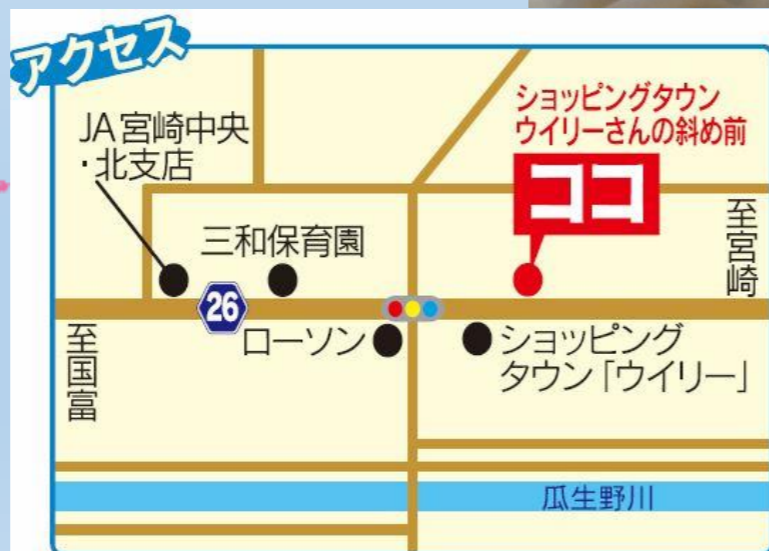 アクセス
ショッピングタウン
ウイリーさんの斜め前
ココ
JA宮崎中央
・北支店
三和保育園
至宮崎
26
ローソン
ショッピング
タウン「ウイリー」
至国富
瓜生野川